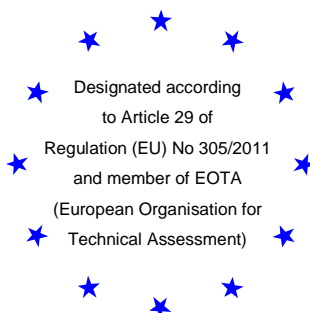 Designated according
to Article 29 of
Regulation (EU) No 305/2011
and member of EOTA
(European Organisation for
Technical Assessment)